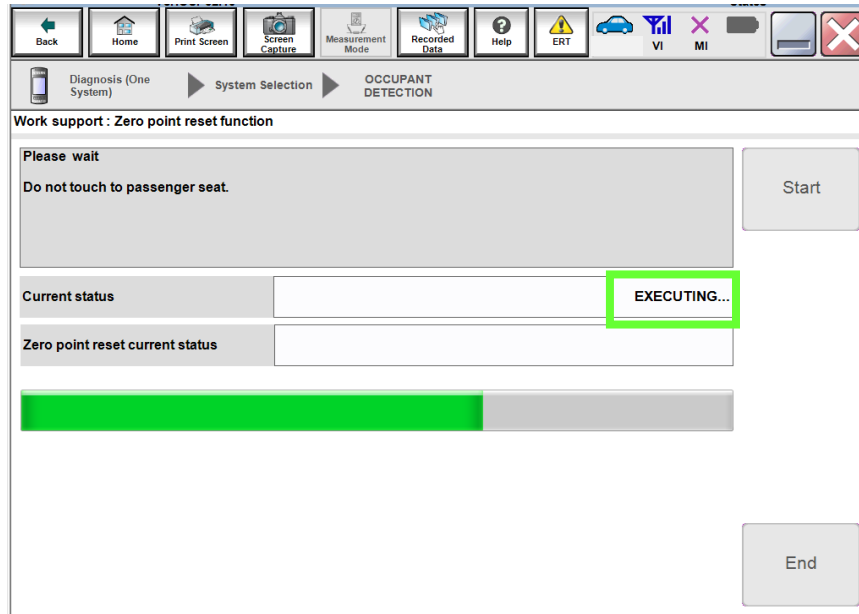 Back
Home
Print Screen
Screen
Capture
Measurement
Mode
Recorded
Data
Help
ERT
VI
MI
Diagnosis (One
System)
System Selection
OCCUPANT
DETECTION
Work support : Zero point reset function
Please wait
Do not touch to passenger seat.
Start
Current status
EXECUTING...
Zero point reset current status
End